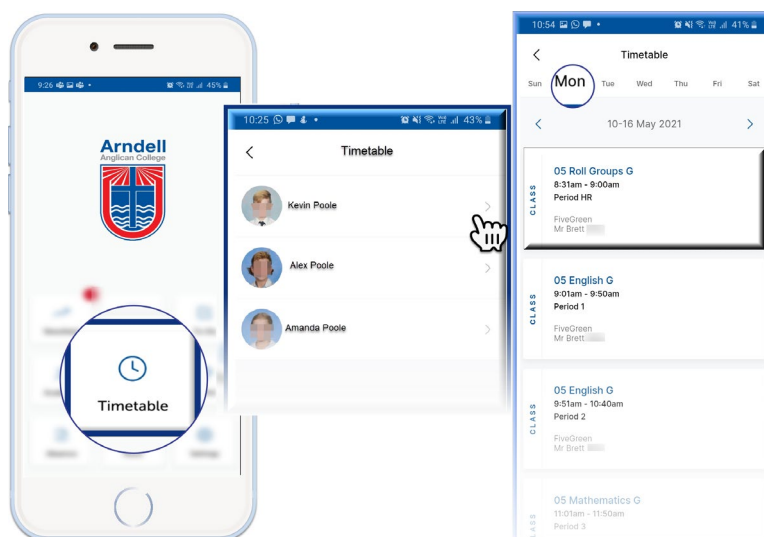 9:26
45%
Arndell
Anglican College
Timetable
10:25
43%
Timetable
Kevin Poole
Alex Poole
Amanda Poole
10:54
41%
Timetable
Sun Mon Tue Wed Thu Fri Sat
10-16 May 2021
CLASS
05 Roll Groups G
8:31am - 9:00am
Period HR
FiveGreen
Mr Brett
CLASS
05 English G
9:01am - 9:50am
Period 1
FiveGreen
Mr Brett
CLASS
05 English G
9:51am - 10:40am
Period 2
FiveGreen
Mr Brett
CLASS
05 Mathematics G
11:01am - 11:50am
Period 3